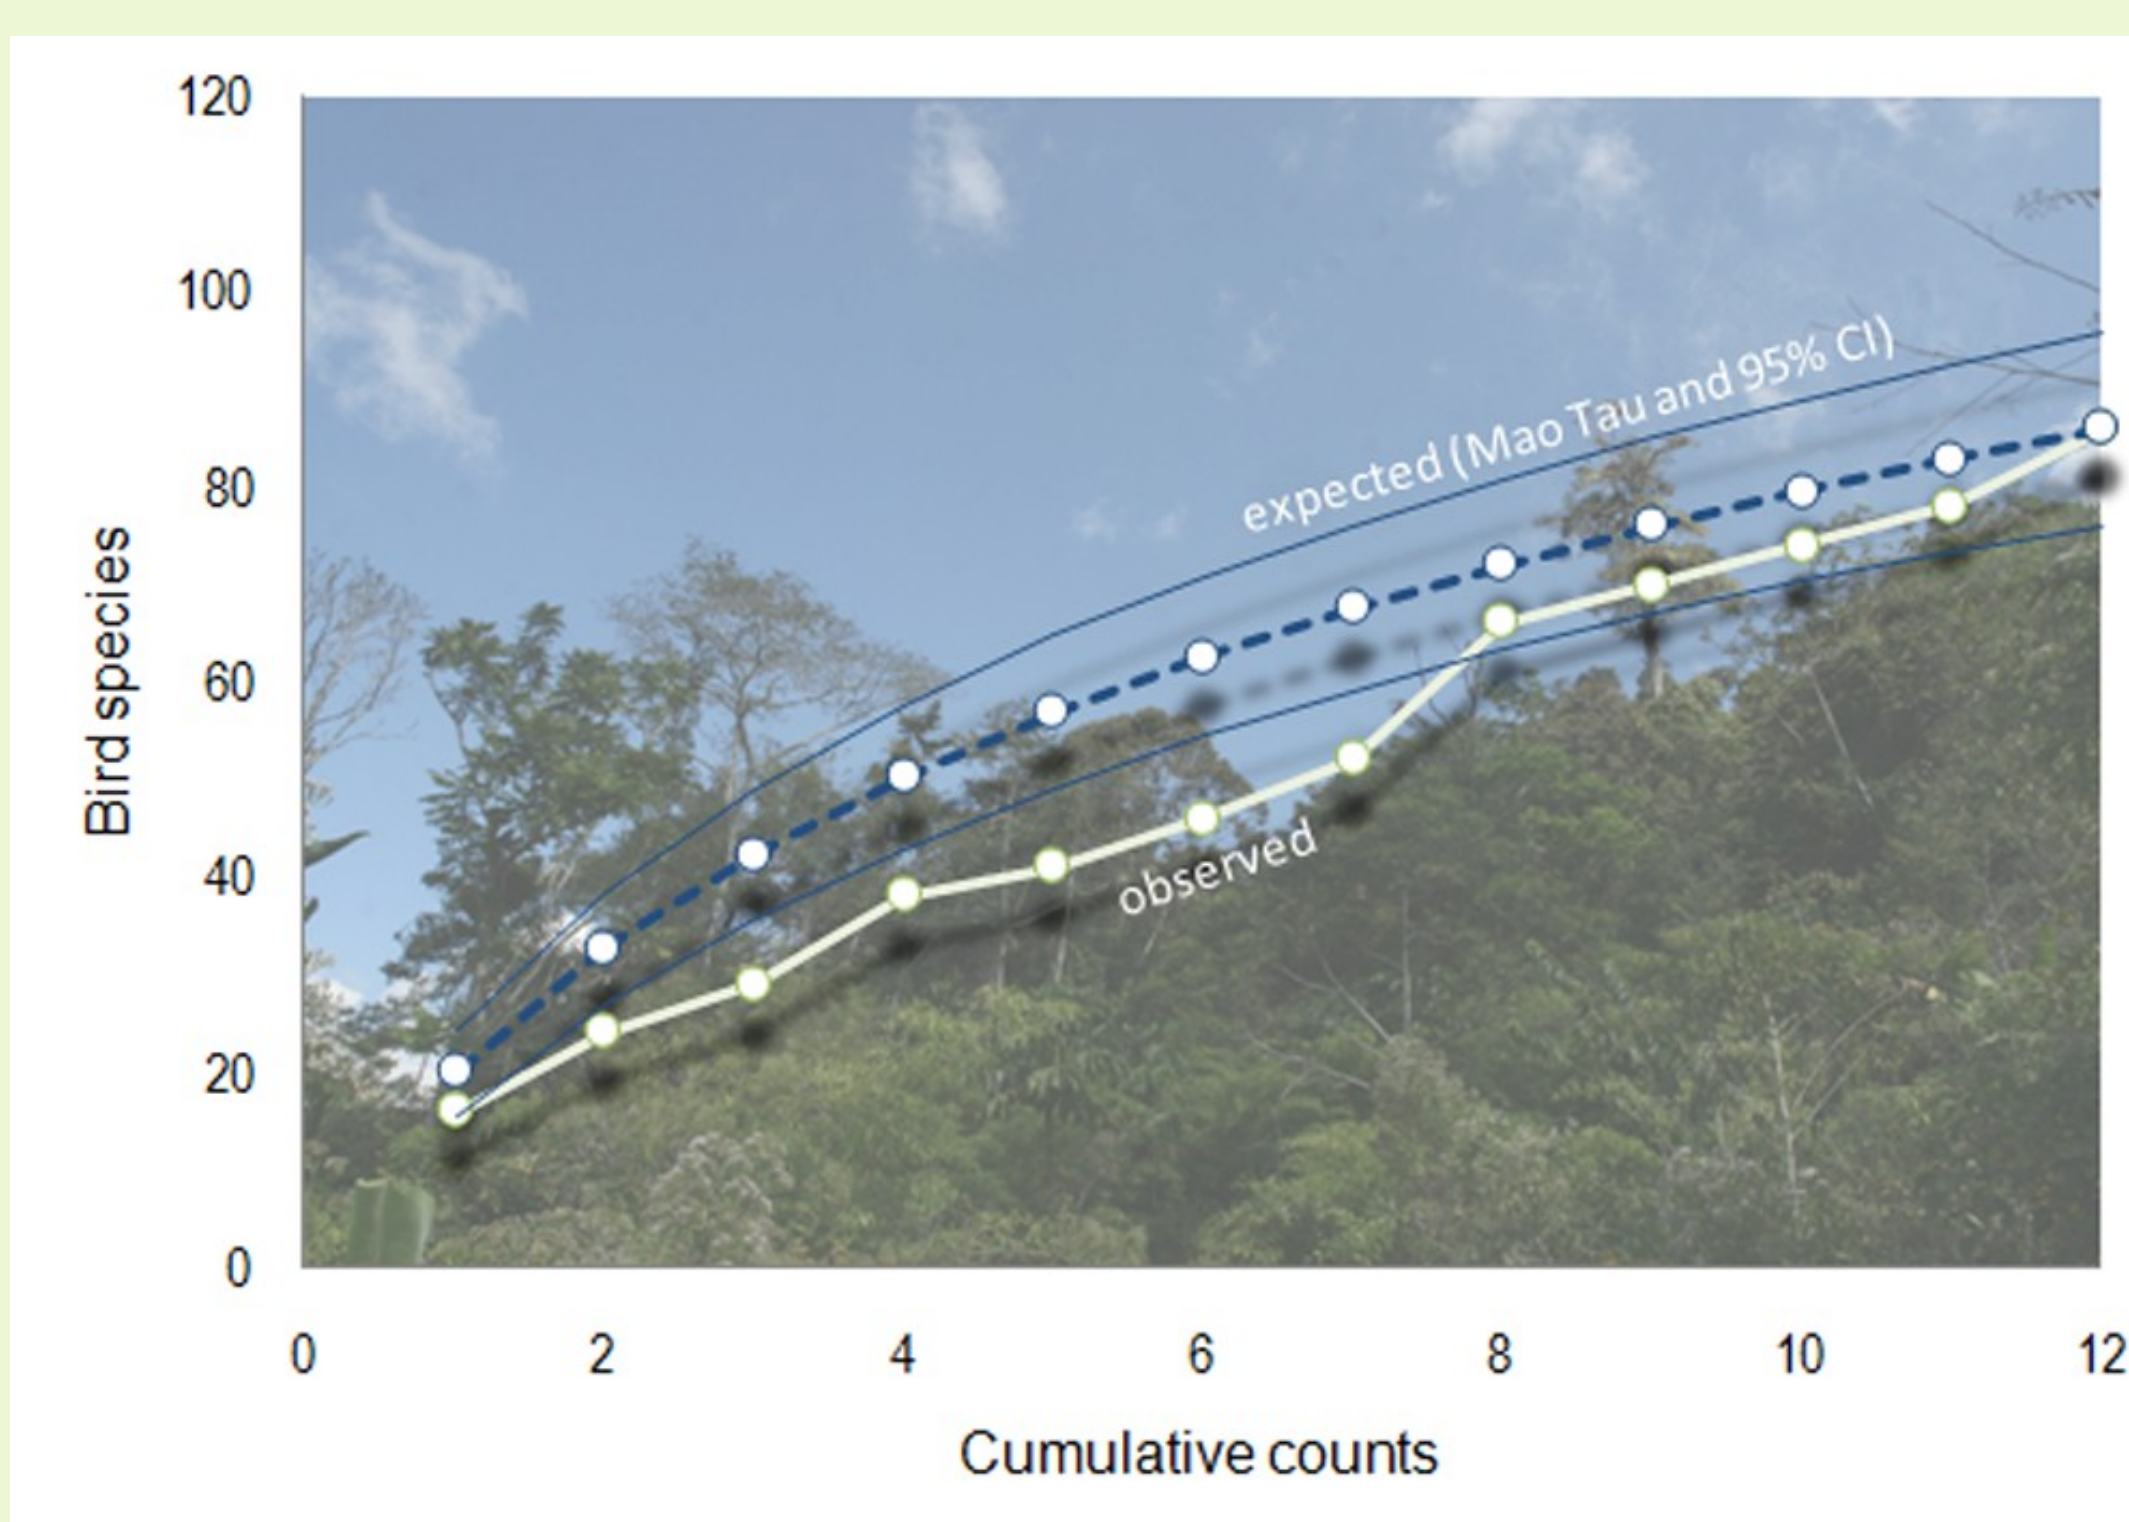 120
100
80
60
40
20
0
Bird species
expected (Mao Tau and 95% CI)
observed
0 2 4 6 8 10 12
Cumulative counts